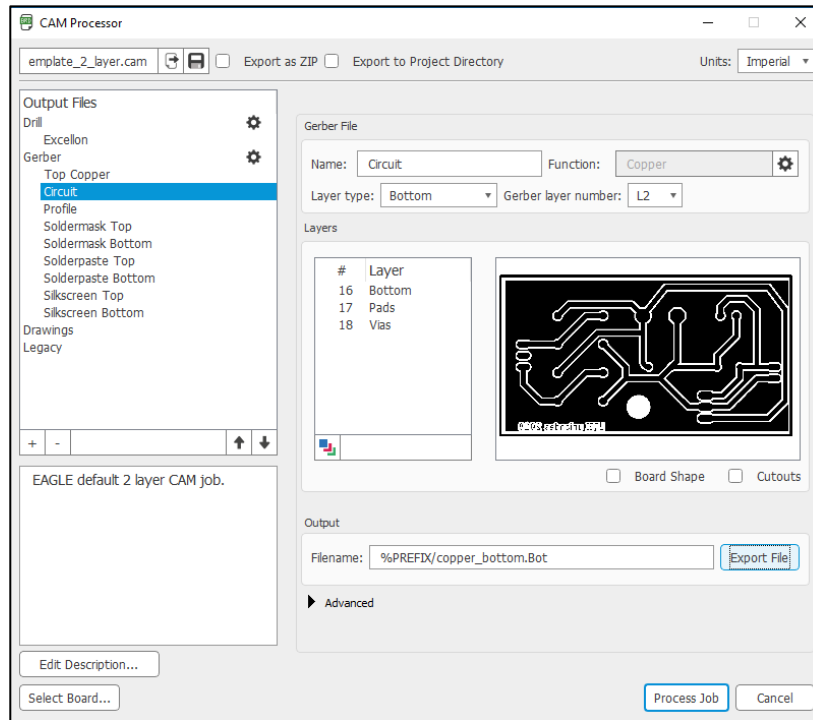 CAM Processor
emplate_2_layer.cam Export as ZIP Export to Project Directory Units: Imperial
Output Files
Drill
Excellon
Gerber
Top Copper
Circuit
Profile
Soldermask Top
Soldermask Bottom
Solderpaste Top
Solderpaste Bottom
Silkscreen Top
Silkscreen Bottom
Drawings
Legacy
+ -
EAGLE default 2 layer CAM job.
Edit Description...
Select Board...
Gerber File
Name: Circuit Function: Copper
Layer type: Bottom Gerber layer number: L2
Layers
# Layer
16 Bottom
17 Pads
18 Vias
Board Shape Cutouts
Output
Filename: %PREFIX/copper_bottom.Bot Export File
Advanced
Process Job Cancel